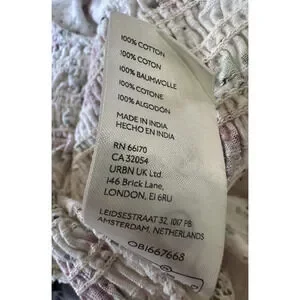 100% COTTON
100% COTON
100% BAUMWOLLE
100% COTONE
100% ALGODÓN
MADE IN INDIA
HECHO EN INDIA
RN 66170
CA 32054
URBN UK Ltd
146 Brick Lane,
LONDON, E1 6RU
LEIDSESTRAAT 32, 1017 PB
AMSTERDAM, NETHERLANDS
OB1667668